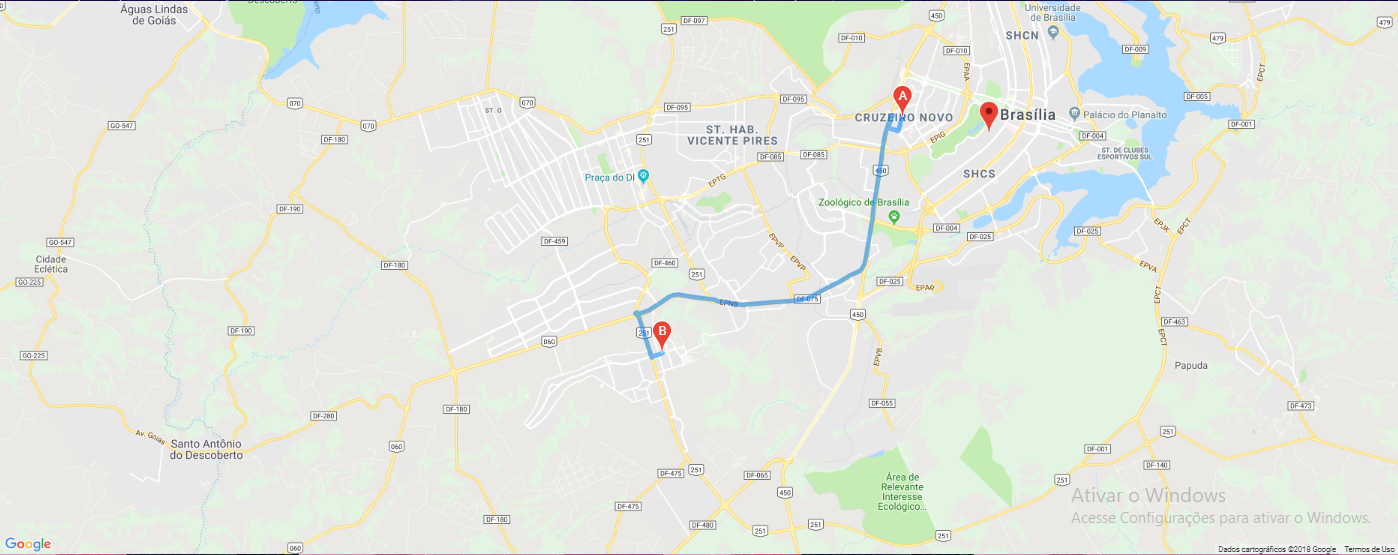 Águas Lindas
de Goiás
Descoberto
DF-097
251
450
Universidade
de Brasília
SHCN
479
479
DF-010
DF-010
DF-009
EPAA
EPCT
070
070
070
ST. O
DF-095
DF-095
DF-005
DF-001
GO-547
DF-180
251
A
CRUZEIRO NOVO
Brasília
Palácio do Planalto
EPIG
DF-004
ST. HAB.
VICENTE PIRES
DF-085
DF-085
450
ST. DE CLUBES
ESPORTIVOS SUL
SHCS
Praça do DI
EPTG
DF-190
Zoológico de Brasília
DF-004
DF-025
DF-025
EPJK
EPCT
GO-547
DF-459
EPVP
EPVP
Cidade
Eclética
DF-180
DF-460
251
EPVA
GO-225
DF-025
EPAR
EPCT
EPNB
DF-075
450
DF-190
251
B
060
DF-463
EPCT
GO-225
EPVB
Papuda
DF-180
DF-055
DF-473
DF-280
Av. Goiás
Santo Antônio
do Descoberto
060
251
DF-001
DF-140
DF-475
251
DF-065
450
251
Área de
Relevante
Interesse
Ecológico...
DF-475
DF-180
DF-480
251
251
060
Ativar o Windows
Acesse Configurações para ativar o Windows.
Google
Dados cartográficos ©2018 Google
Termos de Uso